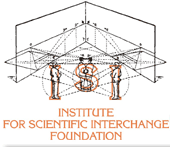 INSTITUTE
FOR SCIENTIFIC INTERCHANGE
FOUNDATION